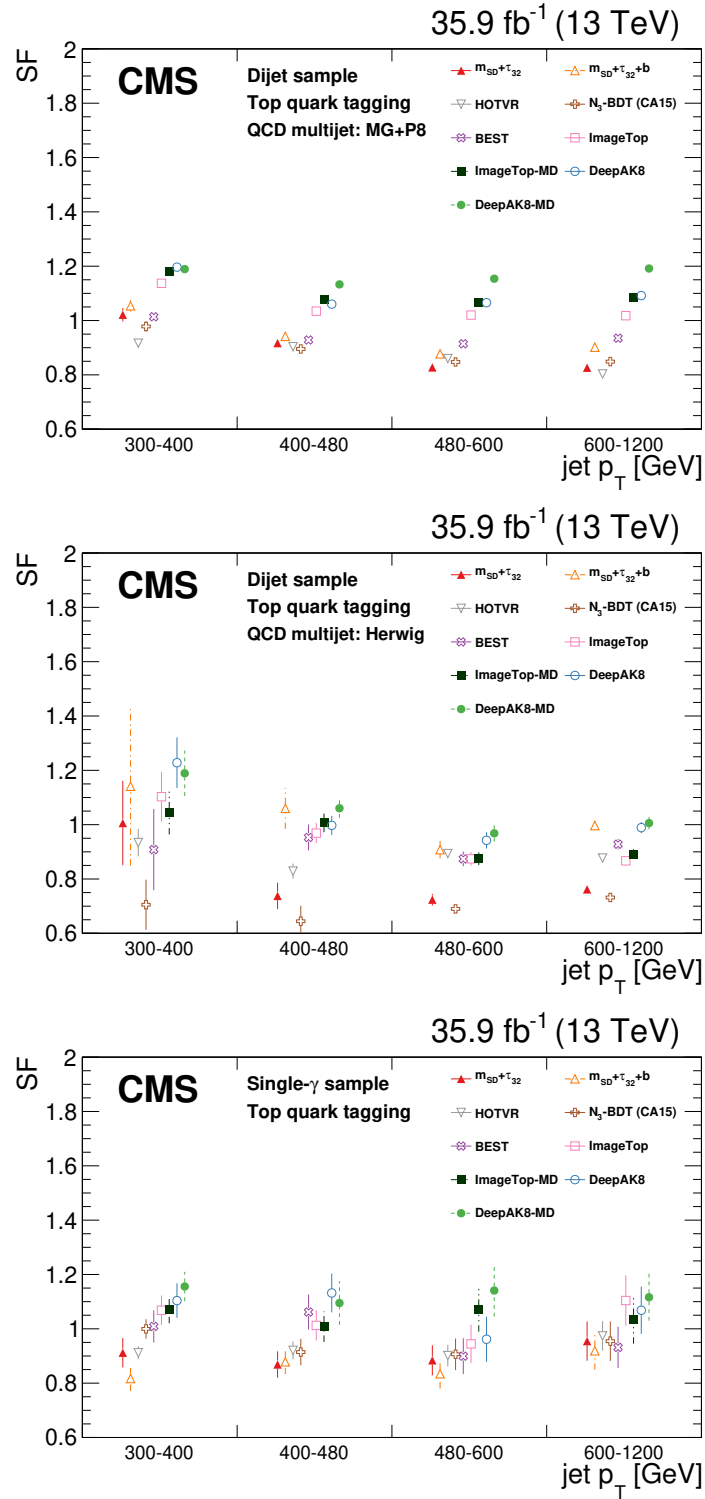 35.9 fb⁻¹ (13 TeV)
SF
2
CMS
Dijet sample
Top quark tagging
QCD multijet: MG+P8
m_SD+τ_32
m_SD+τ_32+b
HOTVR
N_3-BDT (CA15)
BEST
ImageTop
ImageTop-MD
DeepAK8
DeepAK8-MD
1.8
1.6
1.4
1.2
1
0.8
0.6
300-400
400-480
480-600
600-1200
jet p_T [GeV]
35.9 fb⁻¹ (13 TeV)
SF
2
CMS
Dijet sample
Top quark tagging
QCD multijet: Herwig
m_SD+τ_32
m_SD+τ_32+b
HOTVR
N_3-BDT (CA15)
BEST
ImageTop
ImageTop-MD
DeepAK8
DeepAK8-MD
1.8
1.6
1.4
1.2
1
0.8
0.6
300-400
400-480
480-600
600-1200
jet p_T [GeV]
35.9 fb⁻¹ (13 TeV)
SF
2
CMS
Single-γ sample
Top quark tagging
m_SD+τ_32
m_SD+τ_32+b
HOTVR
N_3-BDT (CA15)
BEST
ImageTop
ImageTop-MD
DeepAK8
DeepAK8-MD
1.8
1.6
1.4
1.2
1
0.8
0.6
300-400
400-480
480-600
600-1200
jet p_T [GeV]